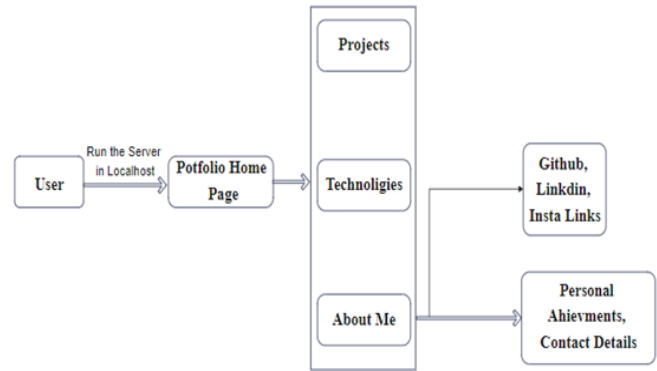 Projects
Run the Server
in Localhost
User
Potfolio Home
Page
Technoligies
Github,
Linkdin,
Insta Links
About Me
Personal
Ahievments,
Contact Details